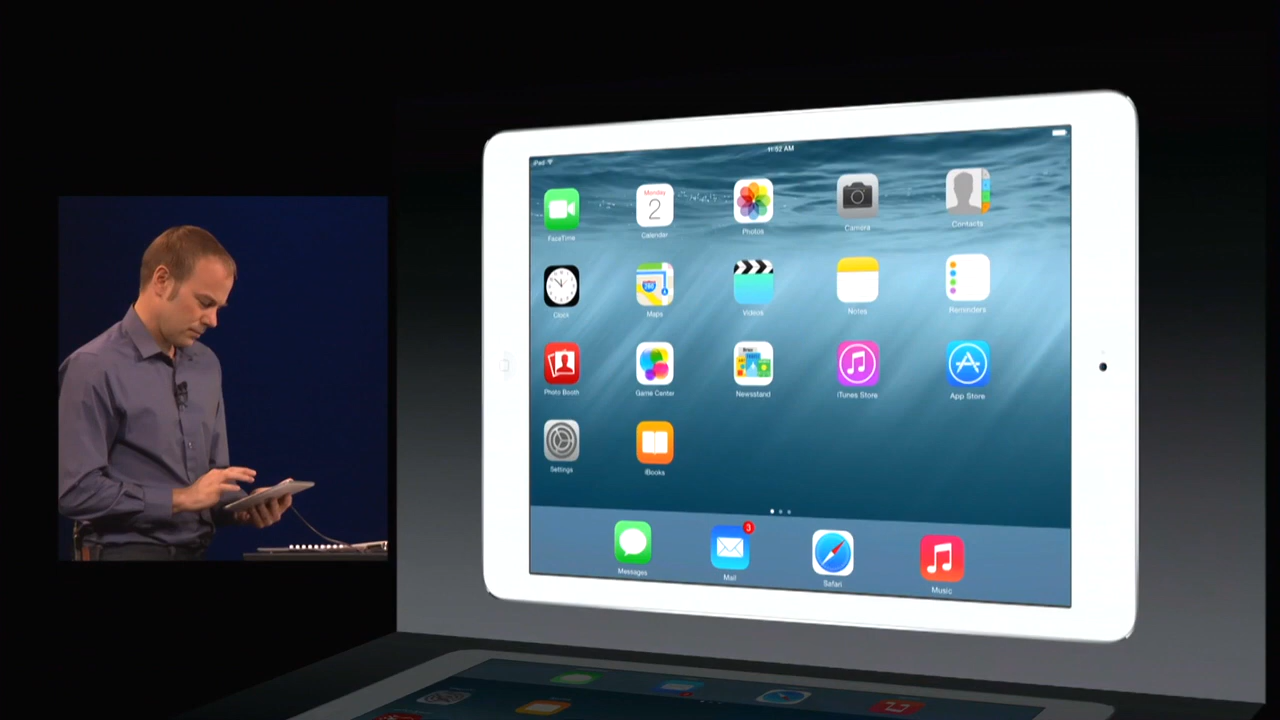 iPad
11:52 AM
Monday
2
FaceTime
Calendar
Photos
Camera
Contacts
280
Clock
Maps
Videos
Notes
Reminders
Photo Booth
Game Center
Newsstand
iTunes Store
App Store
Settings
iBooks
3
Messages
Mail
Safari
Music